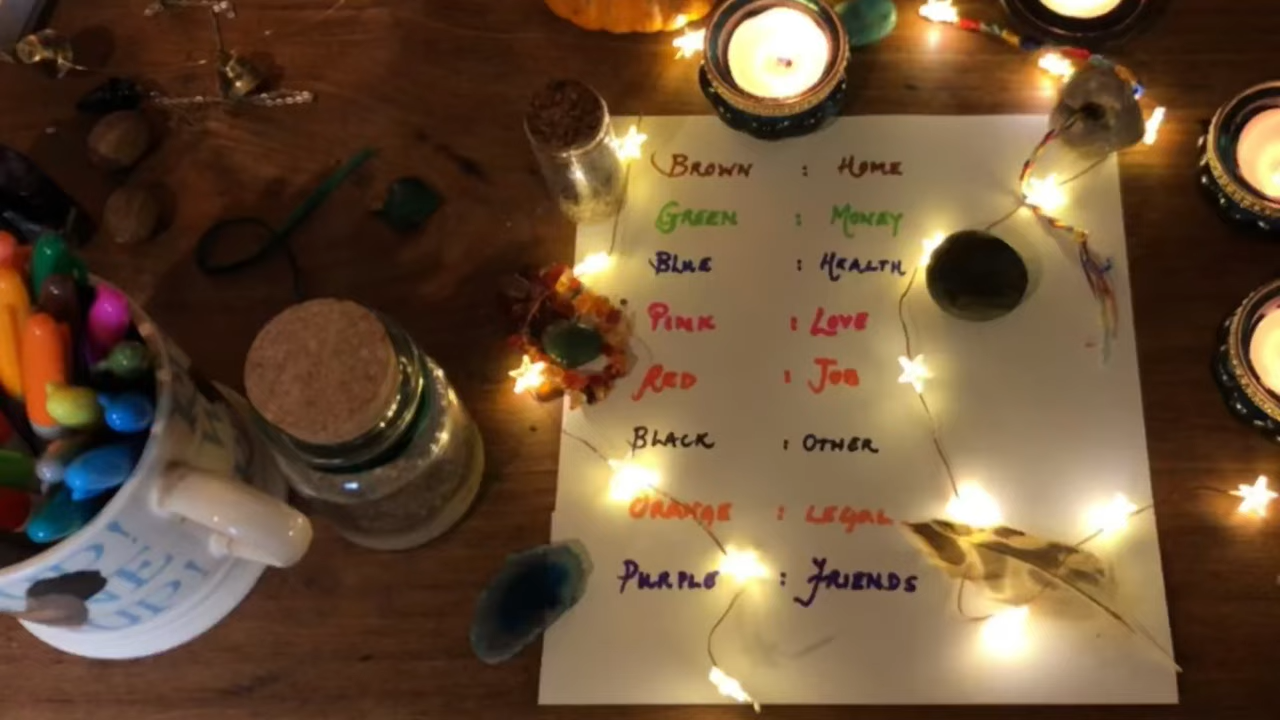 Brown : Home
Green : Money
Blue : Health
Pink : Love
Red : Job
Black : Other
Orange : Legal
Purple : Friends